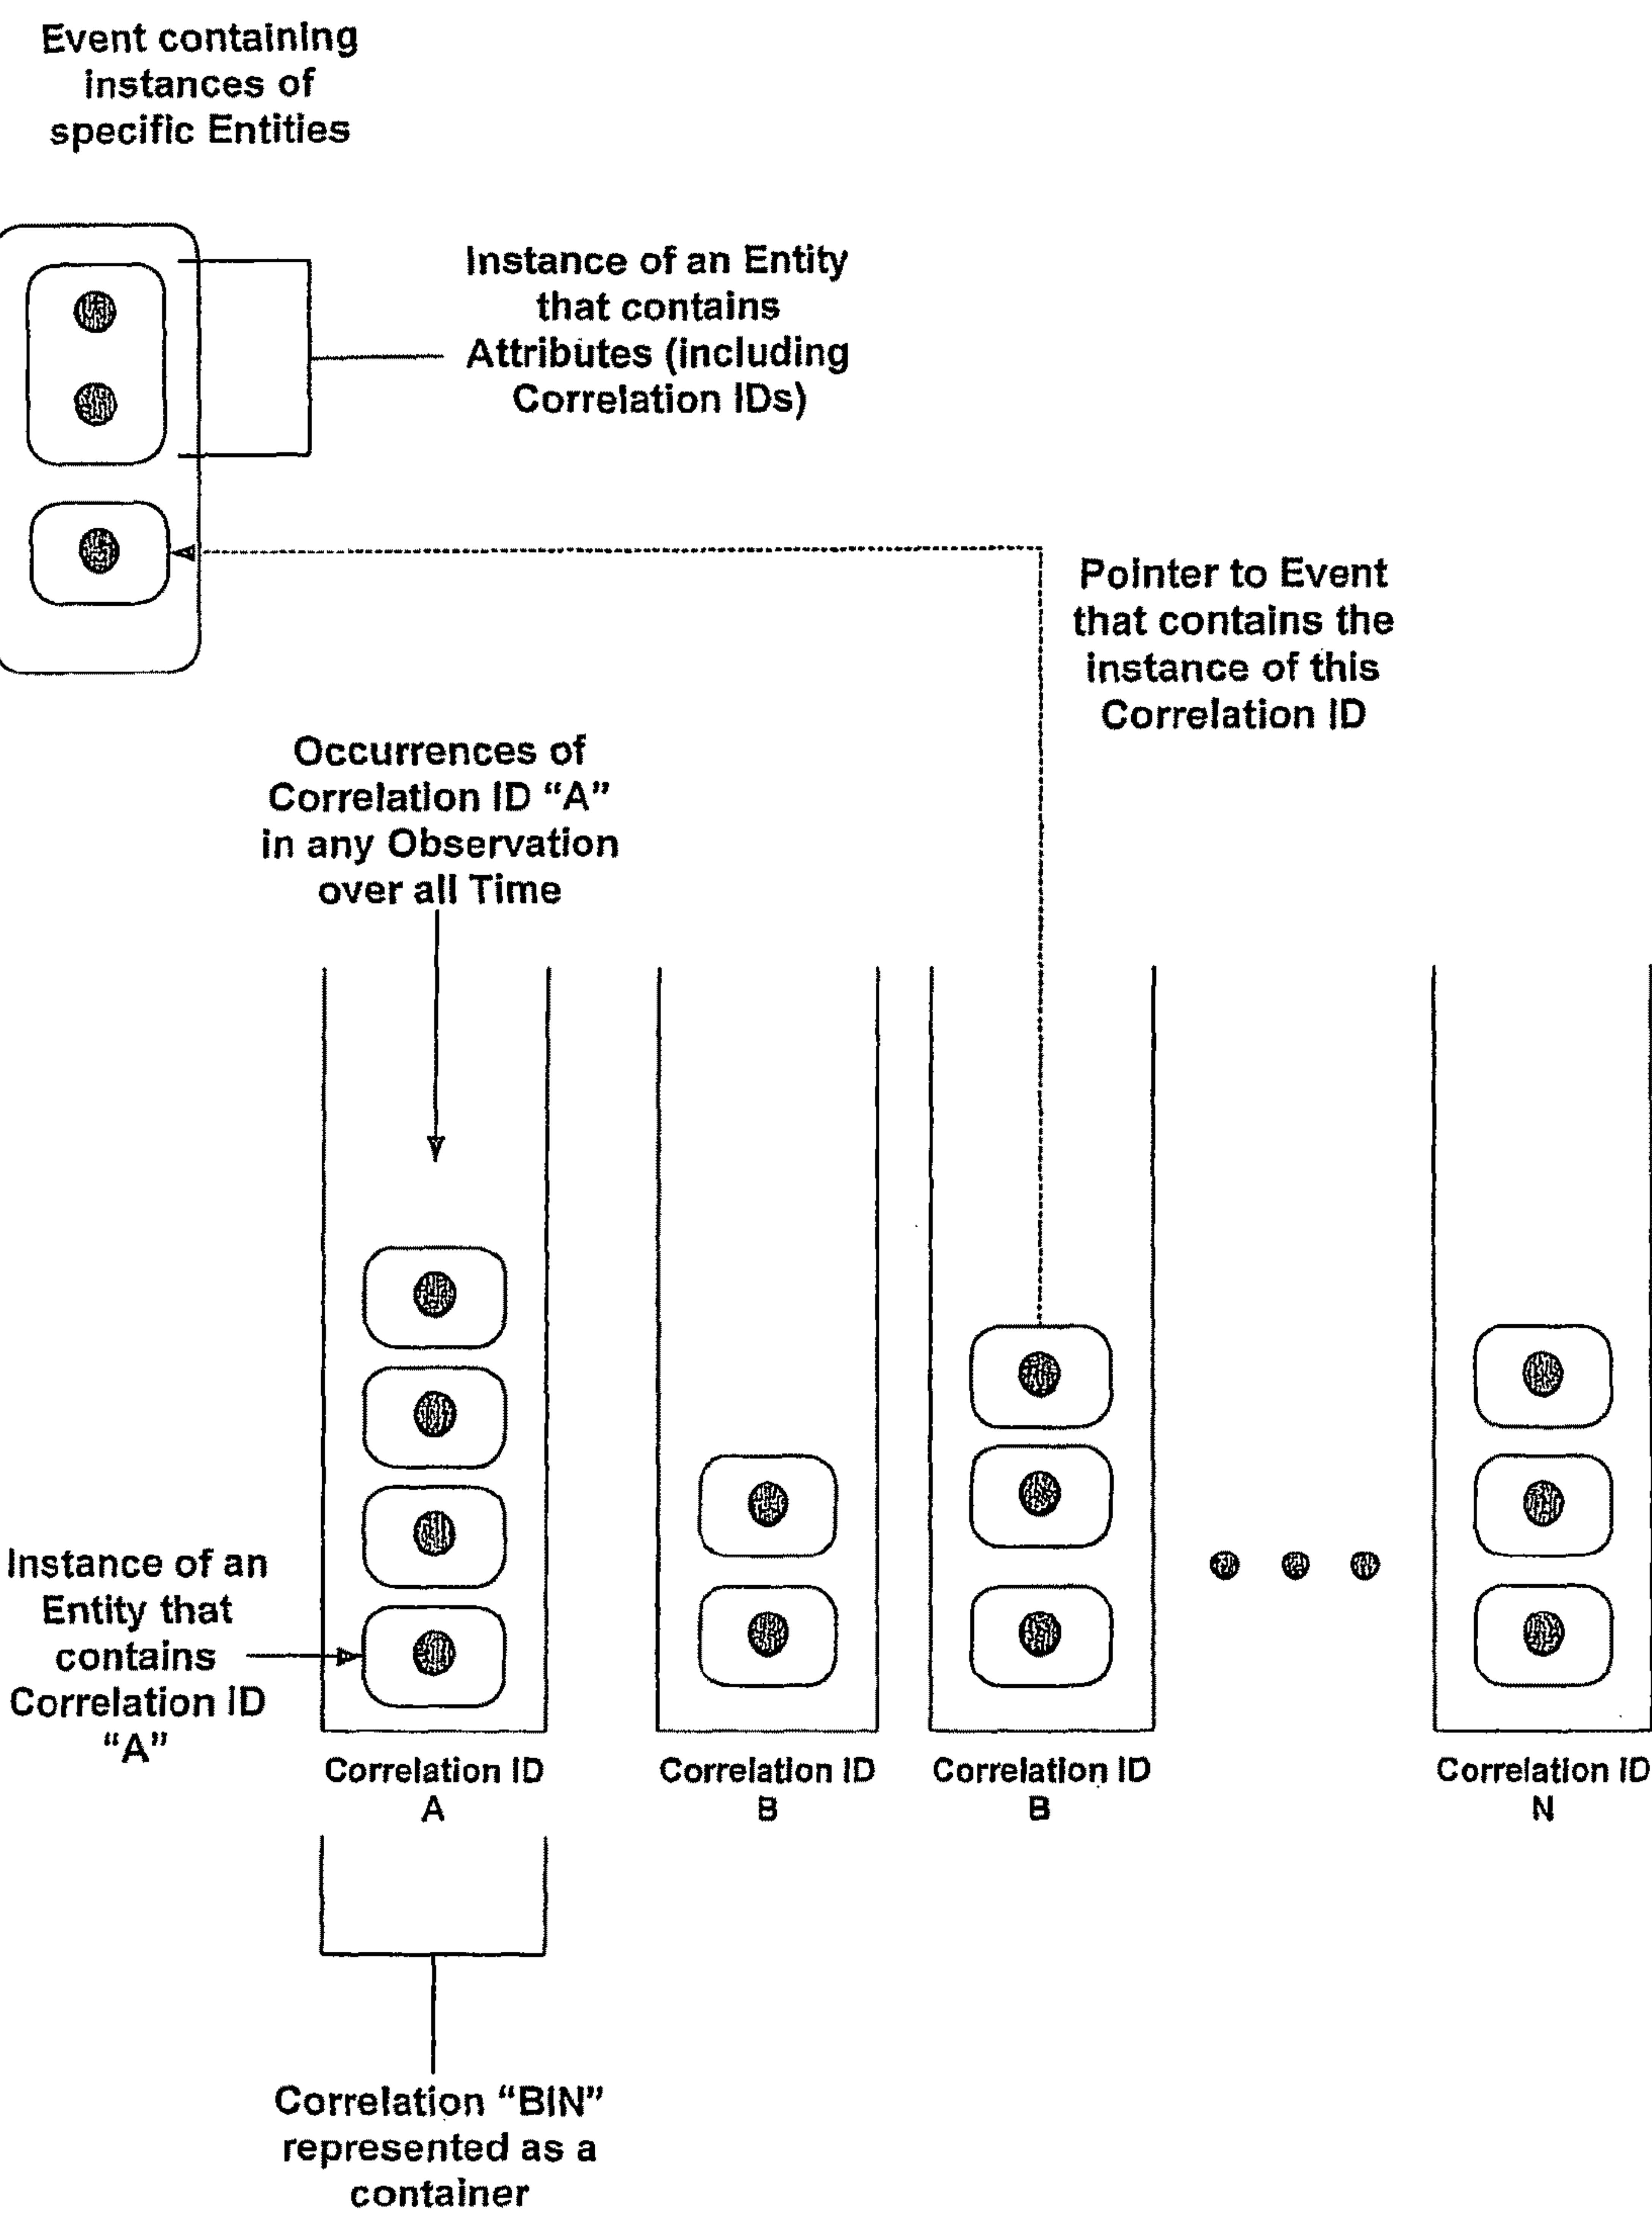 Event containing
instances of
specific Entities
Instance of an Entity
that contains
Attributes (including
Correlation IDs)
Pointer to Event
that contains the
instance of this
Correlation ID
Occurrences of
Correlation ID “A”
in any Observation
over all Time
Instance of an
Entity that
contains
Correlation ID
“A”
Correlation ID
A
Correlation ID
B
Correlation ID
B
Correlation ID
N
Correlation “BIN”
represented as a
container